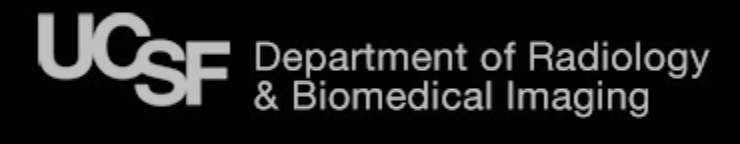 UCSF Department of Radiology
& Biomedical Imaging